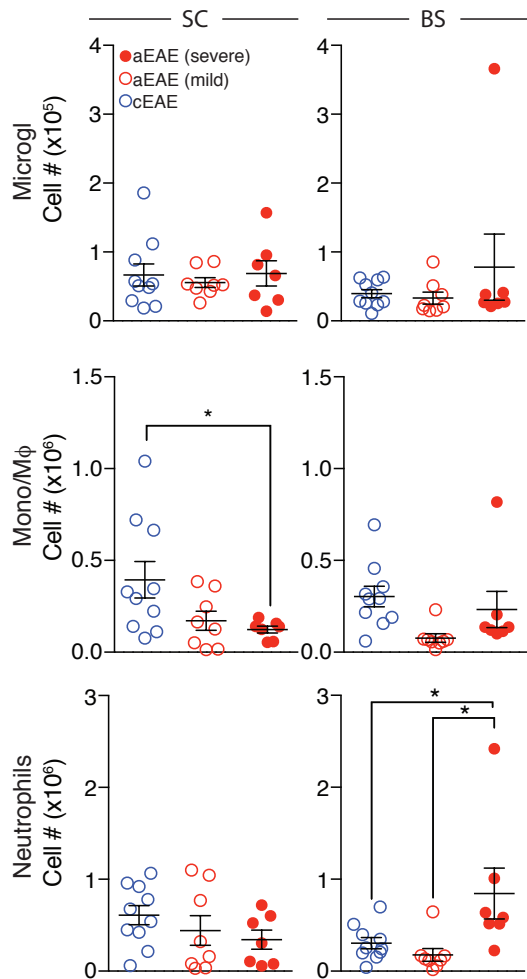 SC BS
4
3
2
1
0
aEAE (severe)
aEAE (mild)
cEAE
Microgl
Cell # (x10⁵)
4
3
2
1
0
1.5
1.0
0.5
0.0
Mono/Mϕ
Cell # (x10⁶)
*
1.5
1.0
0.5
0.0
3
2
1
0
Neutrophils
Cell # (x10⁶)
3
2
1
0
*
*